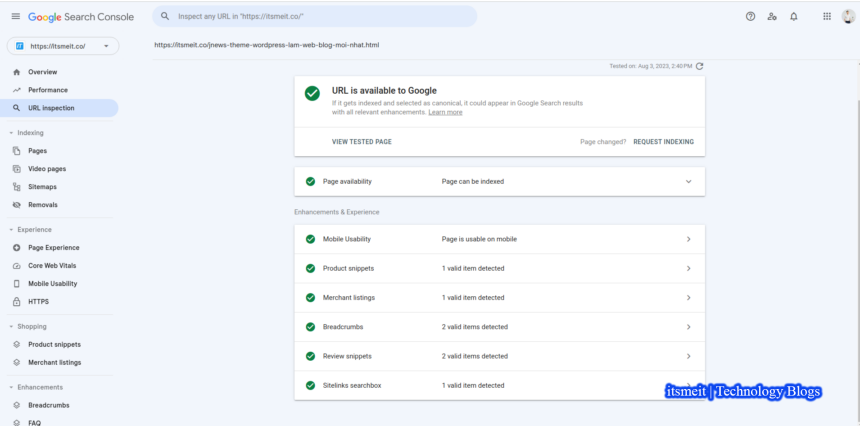 Google Search Console
Inspect any URL in "https://itsmeit.co/"
https://itsmeit.co/
https://itsmeit.co/jnews-theme-wordpress-lam-web-blog-moi-nhat.html
Overview
Performance
URL inspection
Indexing
Pages
Video pages
Sitemaps
Removals
Experience
Page Experience
Core Web Vitals
Mobile Usability
HTTPS
Shopping
Product snippets
Merchant listings
Enhancements
Breadcrumbs
FAQ
Tested on: Aug 3, 2023, 2:40 PM
URL is available to Google
If it gets indexed and selected as canonical, it could appear in Google Search results
with all relevant enhancements. Learn more
VIEW TESTED PAGE
Page changed? REQUEST INDEXING
Page availability Page can be indexed
Enhancements & Experience
Mobile Usability Page is usable on mobile
Product snippets 1 valid item detected
Merchant listings 1 valid item detected
Breadcrumbs 2 valid items detected
Review snippets 2 valid items detected
Sitelinks searchbox 1 valid item detected
itsmeit | Technology Blogs